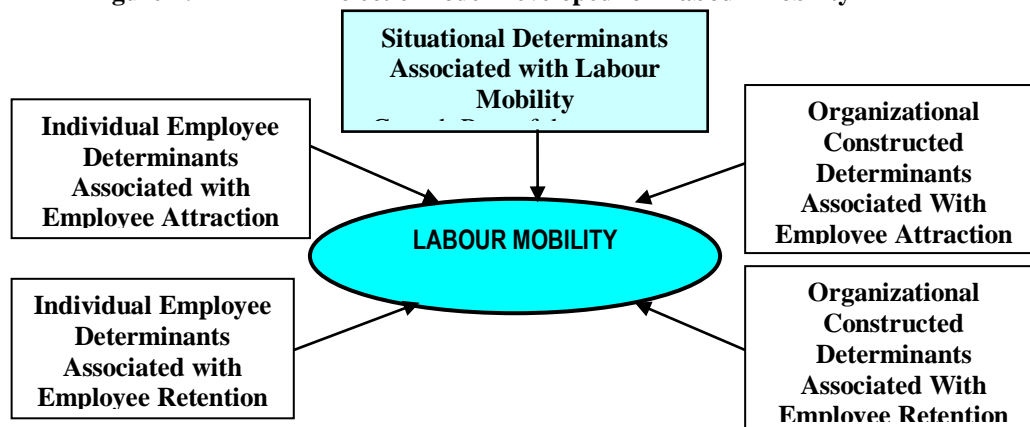 Situational Determinants
Associated with Labour
Mobility
Individual Employee
Determinants
Associated with
Employee Attraction
Organizational
Constructed
Determinants
Associated With
Employee Attraction
LABOUR MOBILITY
Individual Employee
Determinants
Associated with
Employee Retention
Organizational
Constructed
Determinants
Associated With
Employee Retention